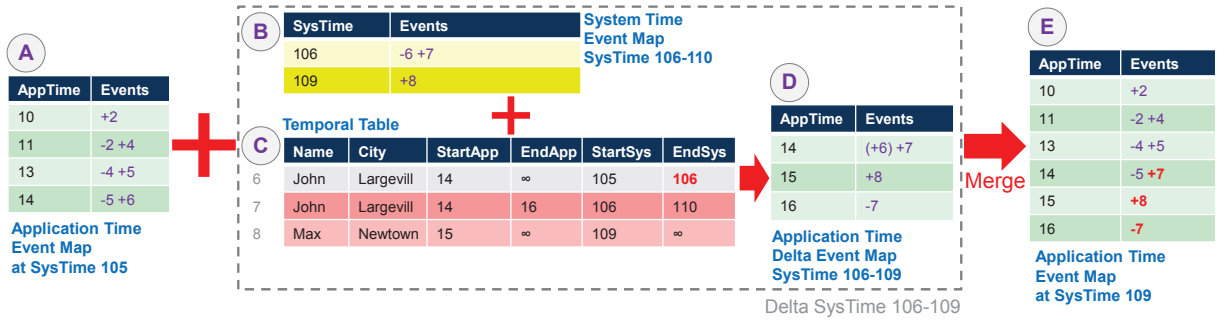 A
AppTime Events
10 +2
11 -2 +4
13 -4 +5
14 -5 +6
Application Time
Event Map
at SysTime 105
B
SysTime Events
106 -6 +7
109 +8
System Time
Event Map
SysTime 106-110
Temporal Table
C
Name City StartApp EndApp StartSys EndSys
6 John Largevill 14 ∞ 105 106
7 John Largevill 14 16 106 110
8 Max Newtown 15 ∞ 109 ∞
D
AppTime Events
14 (+6) +7
15 +8
16 -7
Application Time
Delta Event Map
SysTime 106-109
Delta SysTime 106-109
Merge
E
AppTime Events
10 +2
11 -2 +4
13 -4 +5
14 -5 +7
15 +8
16 -7
Application Time
Event Map
at SysTime 109